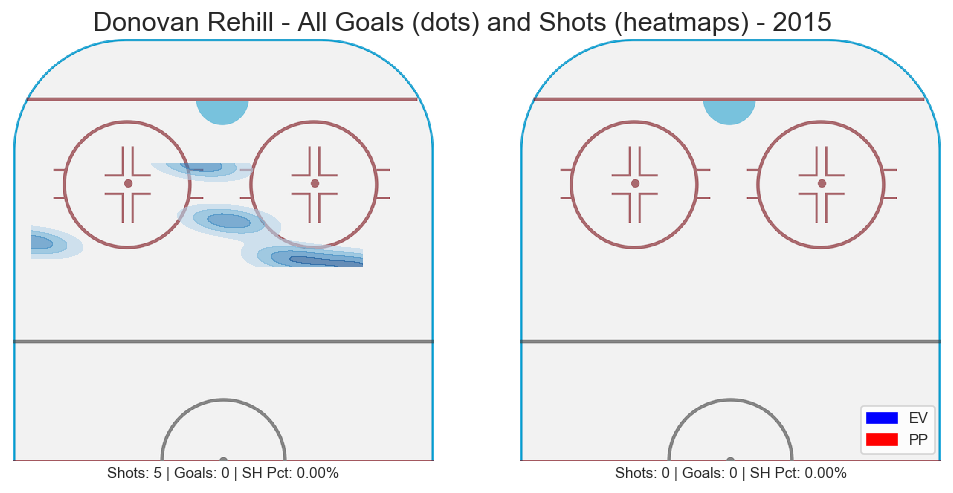 Donovan Rehill - All Goals (dots) and Shots (heatmaps) - 2015
EV
PP
Shots: 5 | Goals: 0 | SH Pct: 0.00%
Shots: 0 | Goals: 0 | SH Pct: 0.00%